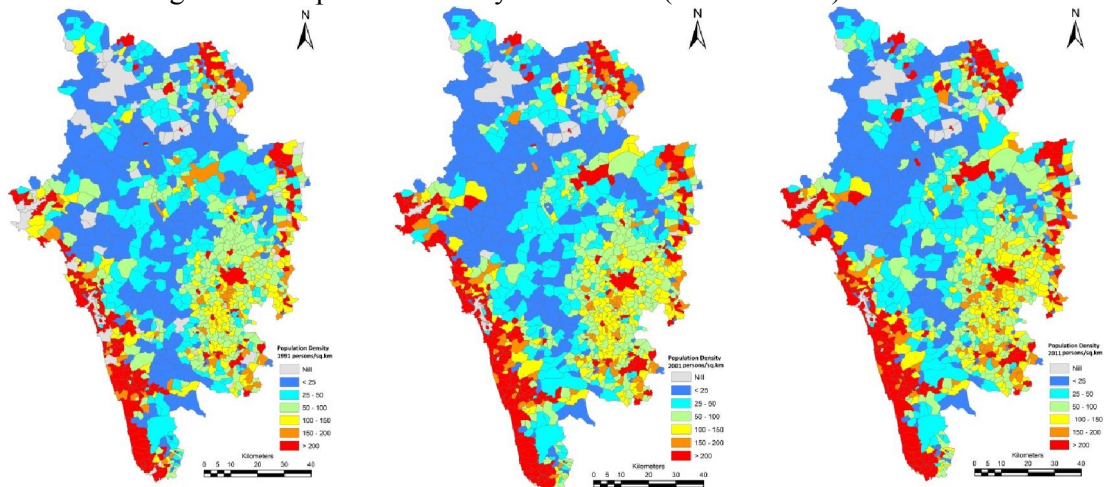 N
N
N
Population Density
1991 persons/sq.km
Nill
< 25
25 - 50
50 - 100
100 - 150
150 - 200
> 200
Kilometers
0 5 10 20 30 40
Population Density
2001 persons/sq.km
Nill
< 25
25 - 50
50 - 100
100 - 150
150 - 200
> 200
Kilometers
0 5 10 20 30 40
Population Density
2011 persons/sq.km
Nill
< 25
25 - 50
50 - 100
100 - 150
150 - 200
> 200
Kilometers
0 5 10 20 30 40